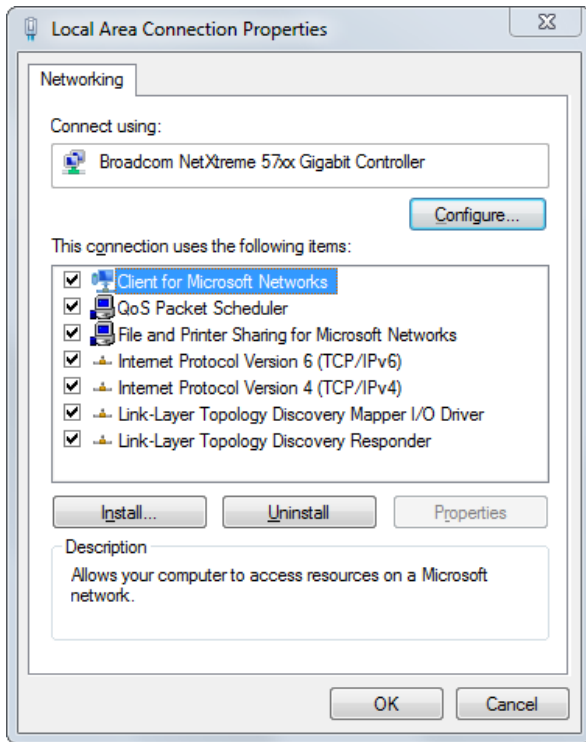 Local Area Connection Properties
Networking
Connect using:
Broadcom NetXtreme 57xx Gigabit Controller
Configure...
This connection uses the following items:
Client for Microsoft Networks
QoS Packet Scheduler
File and Printer Sharing for Microsoft Networks
Internet Protocol Version 6 (TCP/IPv6)
Internet Protocol Version 4 (TCP/IPv4)
Link-Layer Topology Discovery Mapper I/O Driver
Link-Layer Topology Discovery Responder
Install... Uninstall Properties
Description
Allows your computer to access resources on a Microsoft
network.
OK Cancel